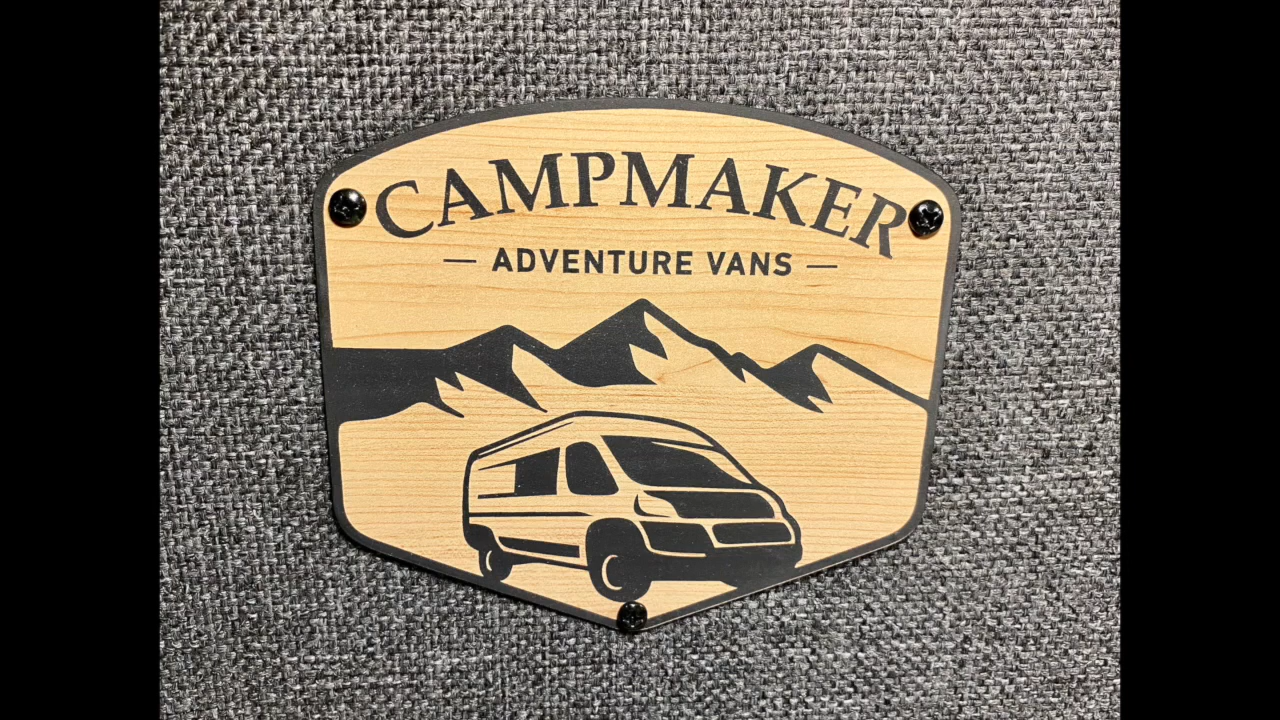 CAMPMAKER
— ADVENTURE VANS —